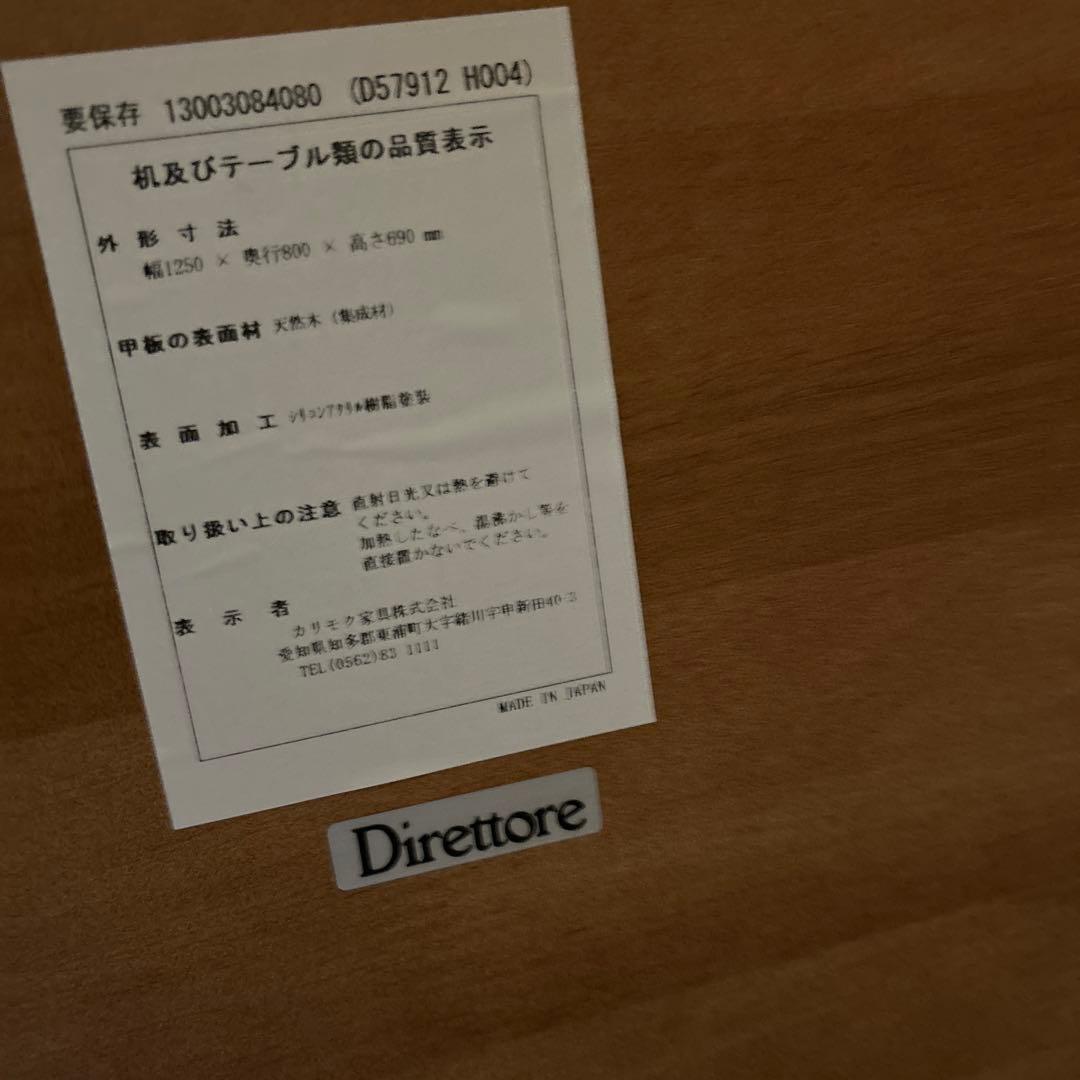 要保存 13003084080 (D57912 H004)
机及びテーブル類の品質表示
外形寸法
幅1250 × 奥行800 × 高さ690 mm
甲板の表面材 天然木（集成材）
表面加工 ｼﾘｺﾝｱｸﾘﾙ樹脂塗装
取り扱い上の注意 直射日光又は熱を避けて
ください。
加熱したなべ、湯沸かし等を
直接置かないでください。
表示者
カリモク家具株式会社
愛知県知多郡東浦町大字緒川字申新田40-3
TEL(0562)83 1111
MADE IN JAPAN
Direttore